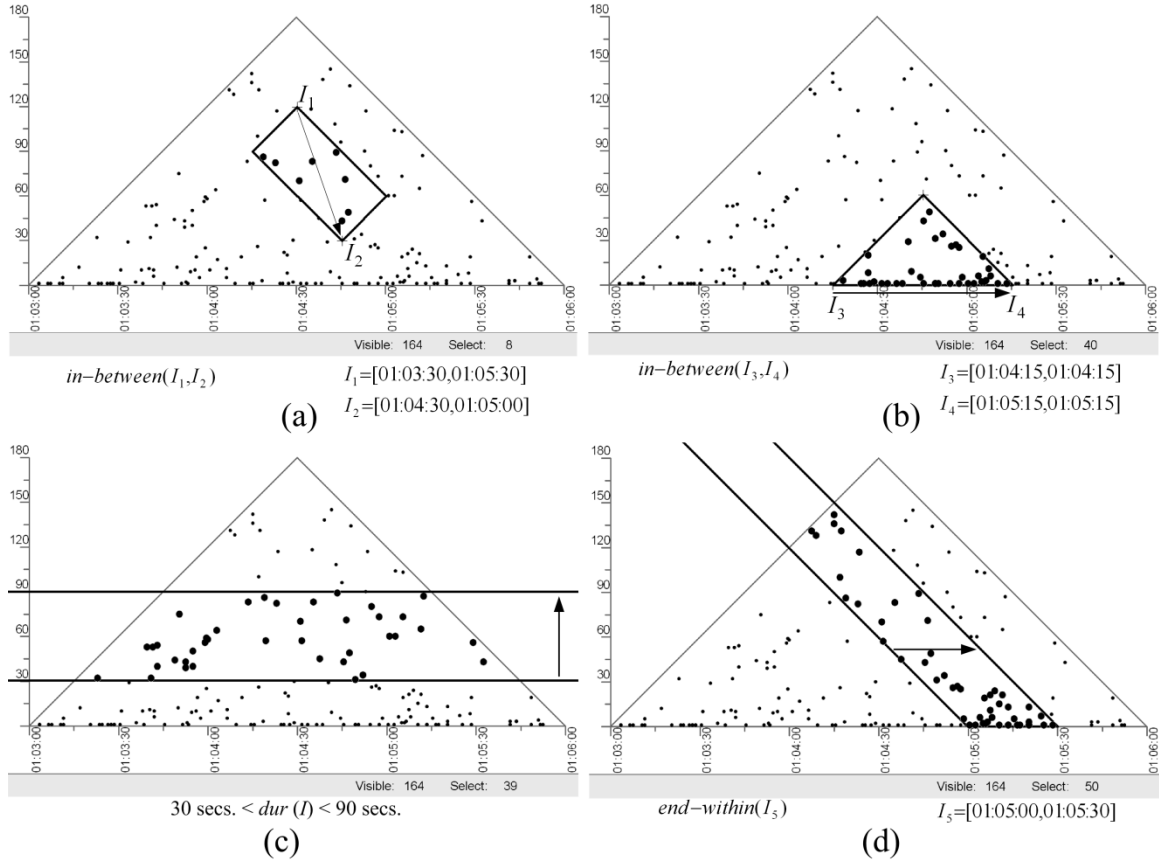 180
150
120
90
60
30
I1
I2
01:03:00 01:03:30 01:04:00 01:04:30 01:05:00 01:05:30 01:06:00
Visible: 164 Select: 8
in−between(I1,I2)
I1=[01:03:30,01:05:30]
I2=[01:04:30,01:05:00]
(a)
180
150
120
90
60
30
01:03:00 01:03:30 01:04:00 01:04:30 01:05:00 01:05:30 01:06:00
I3 I4
Visible: 164 Select: 40
in−between(I3,I4)
I3=[01:04:15,01:04:15]
I4=[01:05:15,01:05:15]
(b)
180
150
120
90
60
30
01:03:00 01:03:30 01:04:00 01:04:30 01:05:00 01:05:30 01:06:00
Visible: 164 Select: 39
30 secs. < dur (I) < 90 secs.
(c)
180
150
120
90
60
30
01:03:00 01:03:30 01:04:00 01:04:30 01:05:00 01:05:30 01:06:00
Visible: 164 Select: 50
end−within(I5)
I5=[01:05:00,01:05:30]
(d)